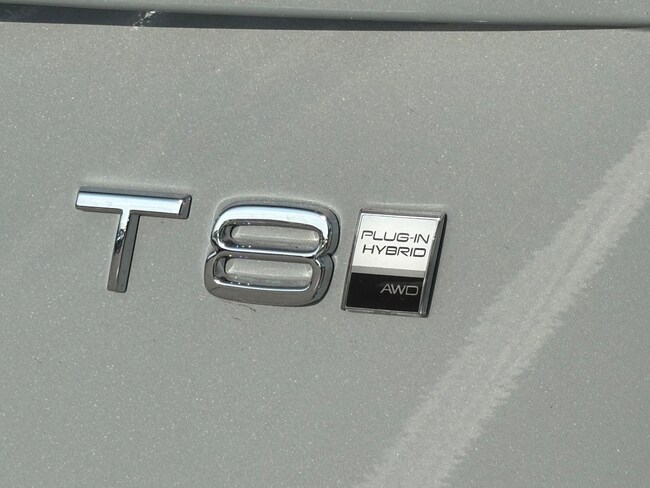 T8
PLUG-IN
HYBRID
AWD